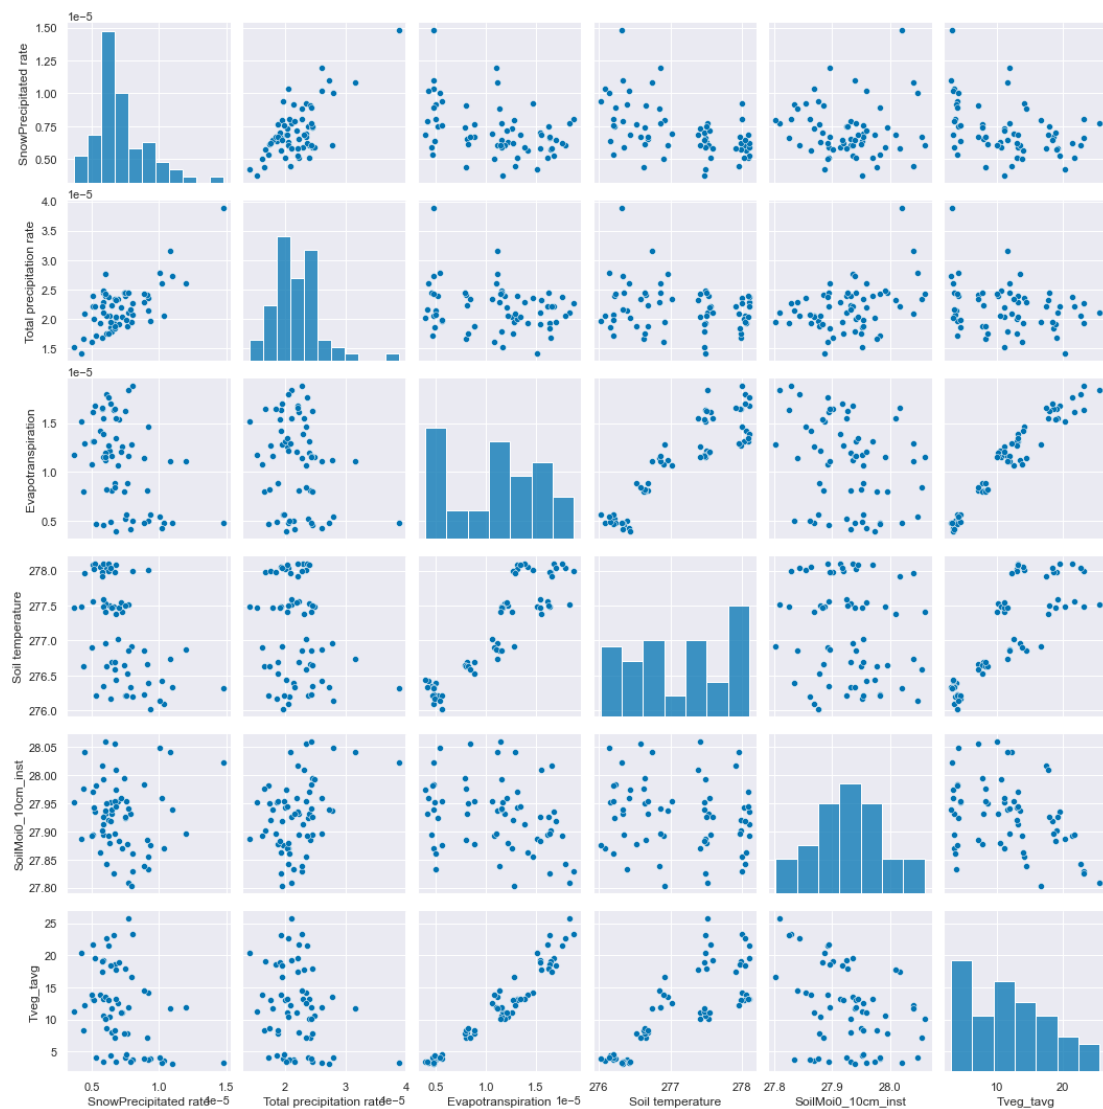 1e−5
1.50
1.25
1.00
0.75
0.50
SnowPrecipitated rate
1e−5
4.0
3.5
3.0
2.5
2.0
1.5
Total precipitation rate
1e−5
1.5
1.0
0.5
Evapotranspiration
278.0
277.5
277.0
276.5
276.0
Soil temperature
28.05
28.00
27.95
27.90
27.85
27.80
SoilMoi0_10cm_inst
25
20
15
10
5
Tveg_tavg
0.5 1.0 1.5
SnowPrecipitated rate 1e−5
2 3 4
Total precipitation rate 1e−5
0.5 1.0 1.5
Evapotranspiration 1e−5
276 277 278
Soil temperature
27.8 27.9 28.0
SoilMoi0_10cm_inst
10 20
Tveg_tavg